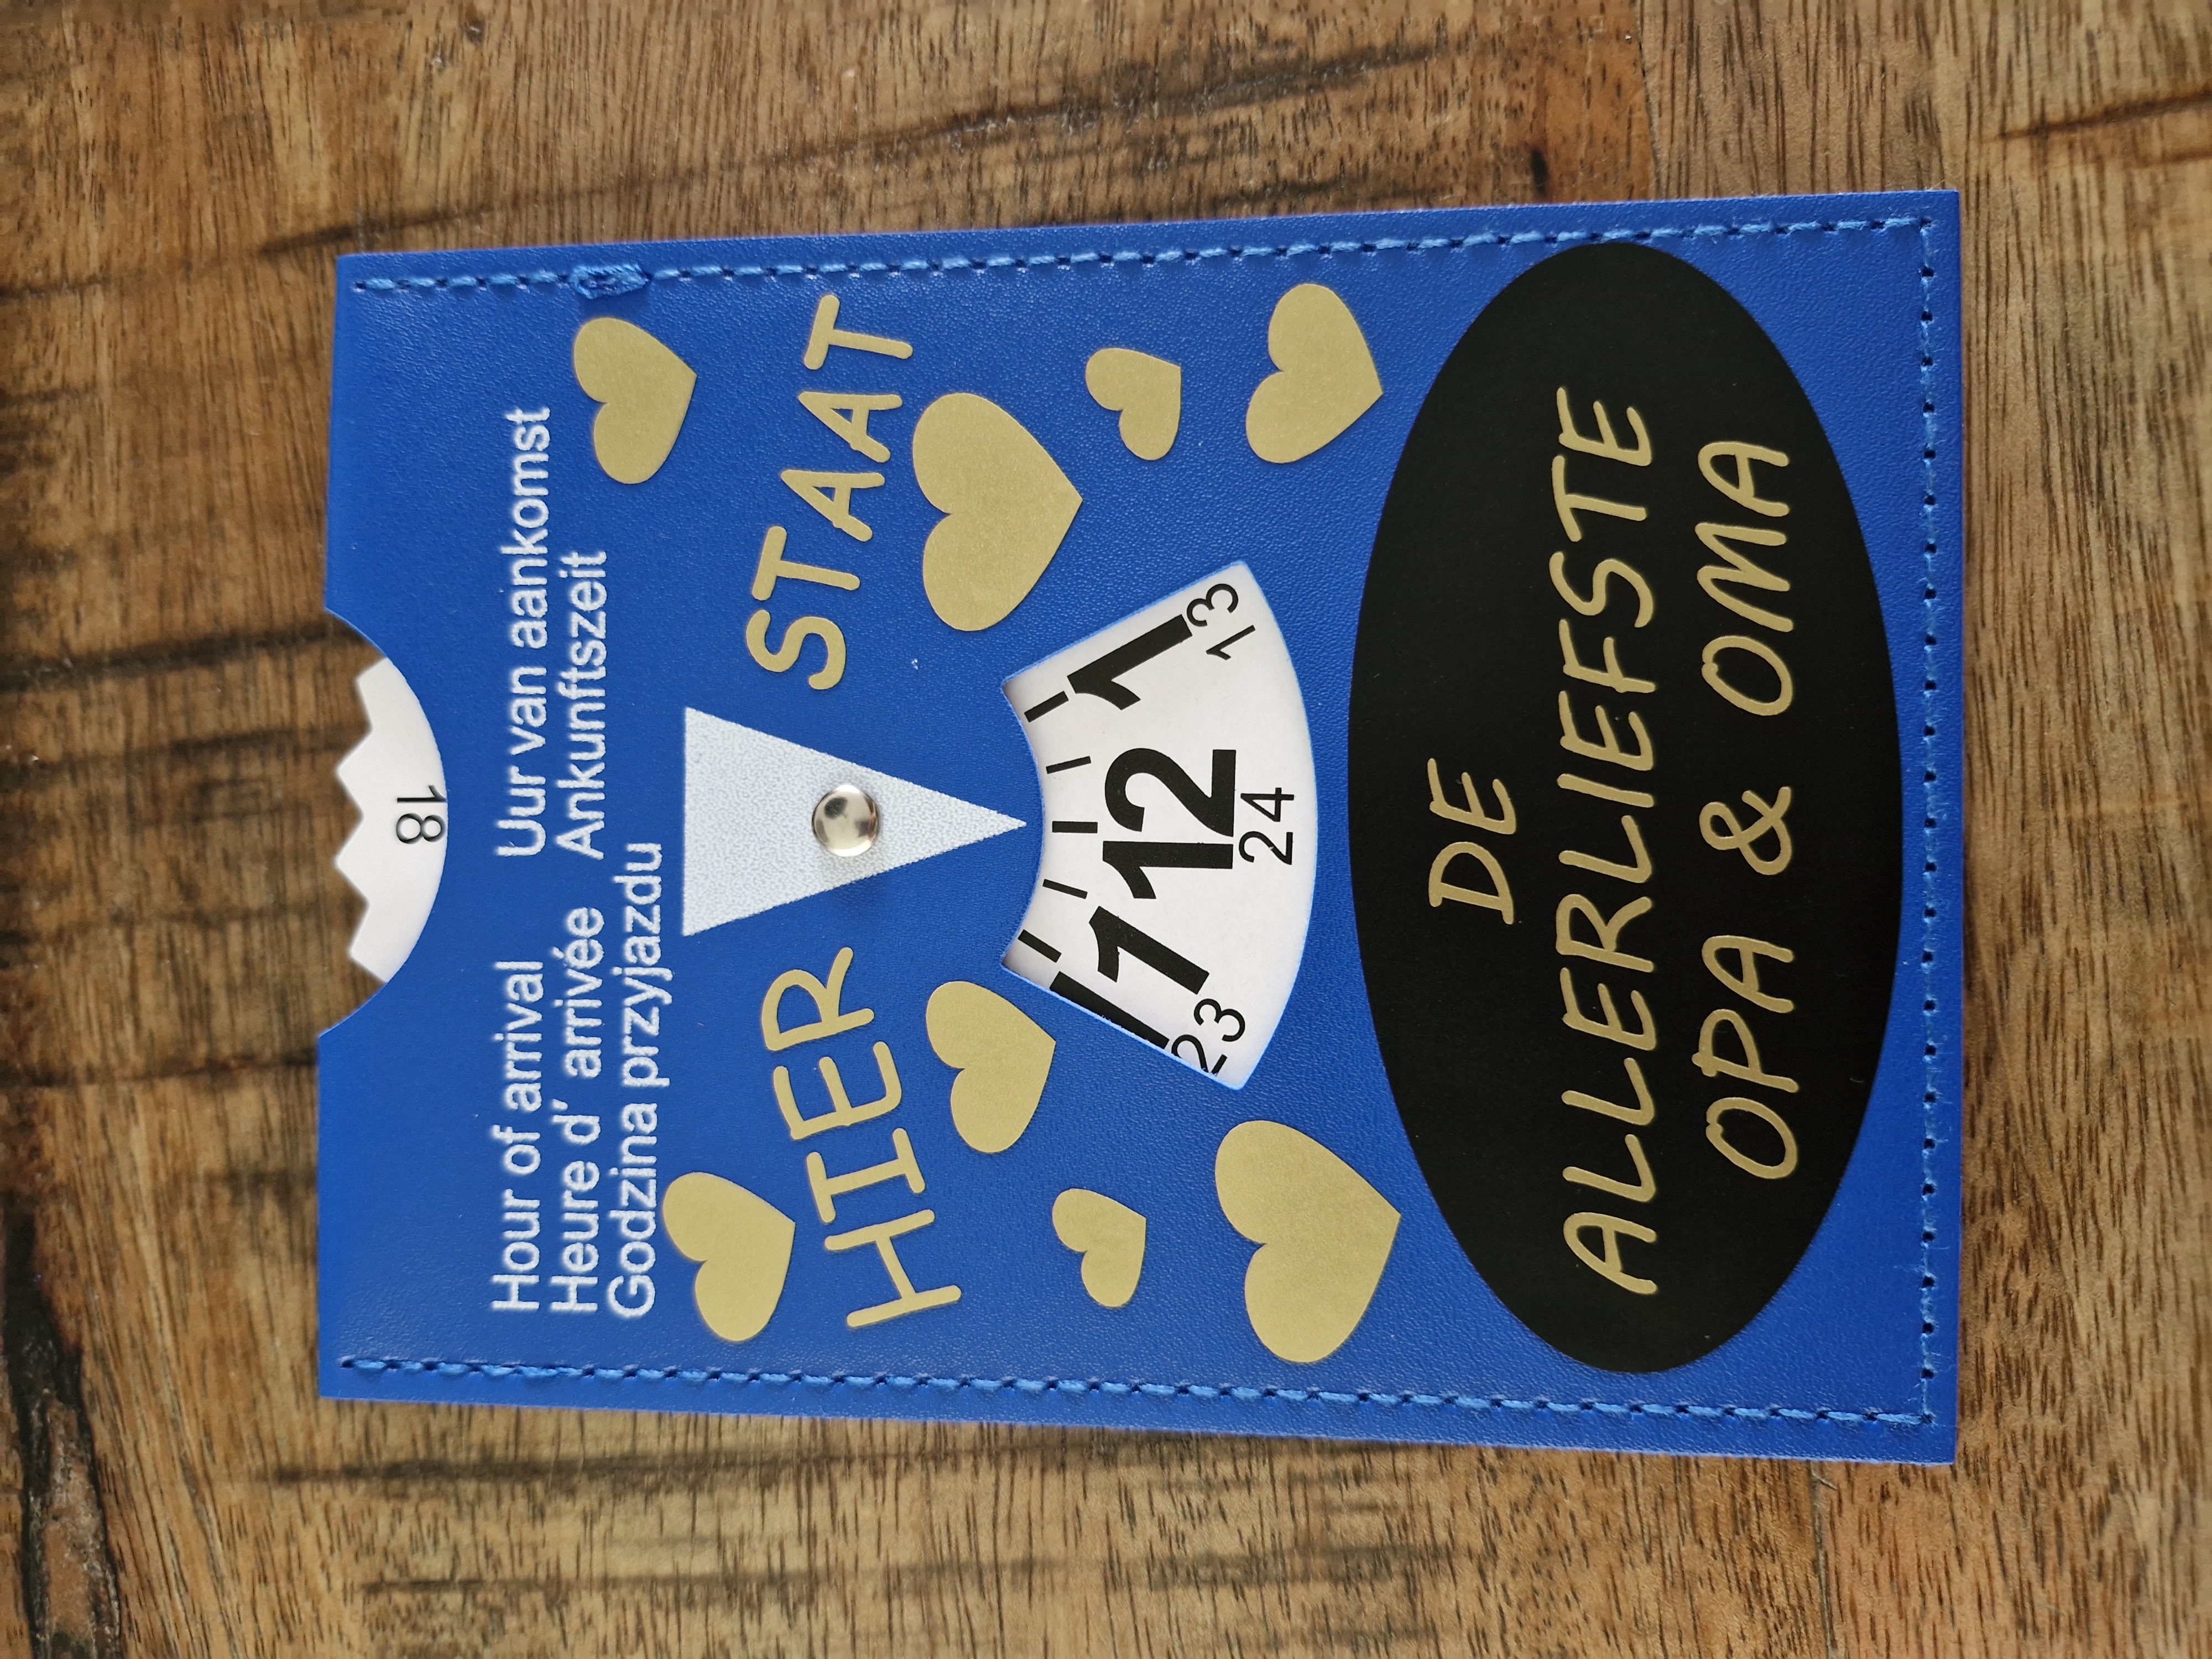 18
Hour of arrival Uur van aankomst
Heure d' arrivée Ankunftszeit
Godzina przyjazdu
HIER STAAT
11 12 1
23 24 13
DE
ALLERLIEFSTE
OPA & OMA